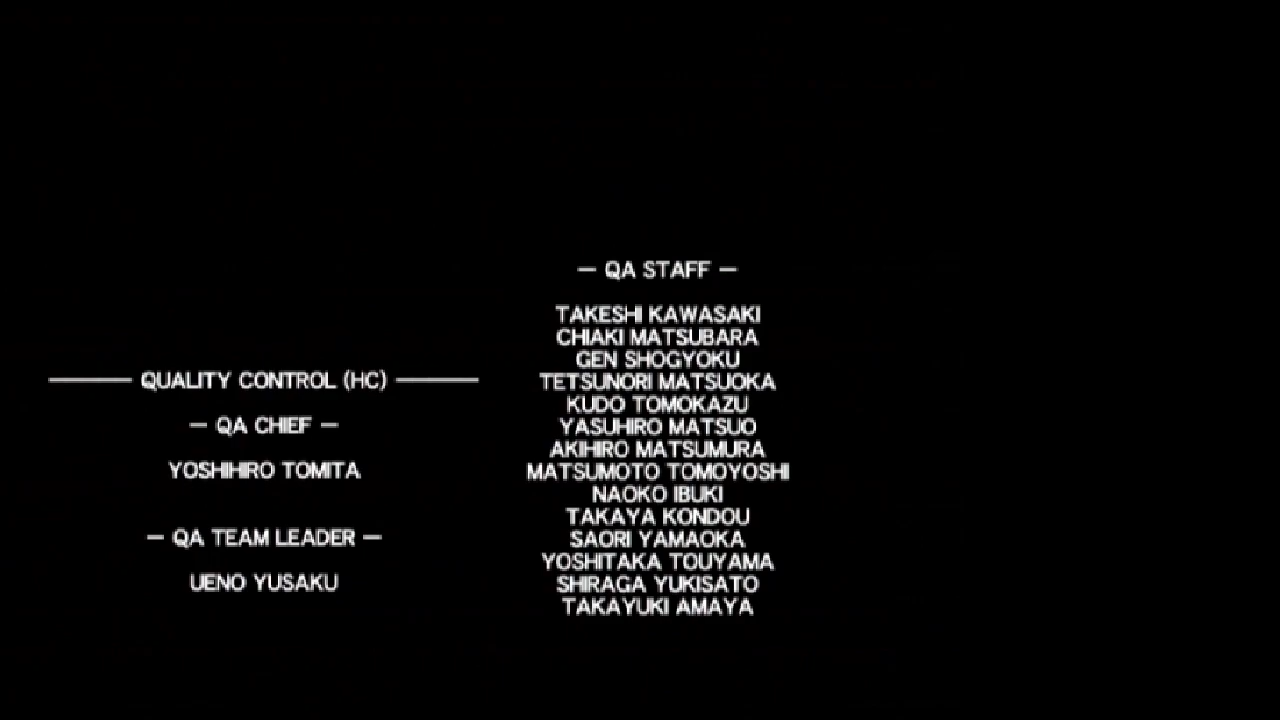 QUALITY CONTROL (HC)
— QA CHIEF —
YOSHIHIRO TOMITA
— QA TEAM LEADER —
UENO YUSAKU
— QA STAFF —
TAKESHI KAWASAKI
CHIAKI MATSUBARA
GEN SHOGYOKU
TETSUNORI MATSUOKA
KUDO TOMOKAZU
YASUHIRO MATSUO
AKIHIRO MATSUMURA
MATSUMOTO TOMOYOSHI
NAOKO IBUKI
TAKAYA KONDOU
SAORI YAMAOKA
YOSHITAKA TOUYAMA
SHIRAGA YUKISATO
TAKAYUKI AMAYA